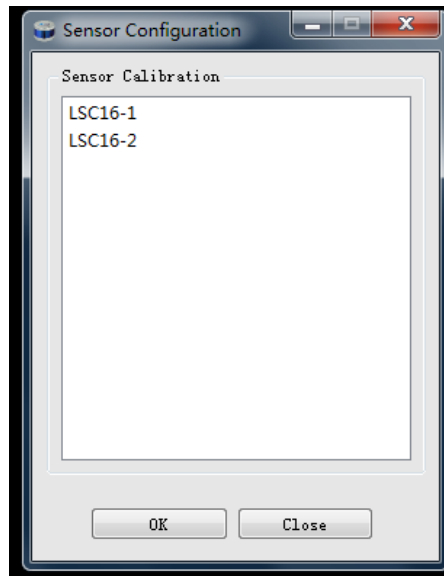 Sensor Configuration
Sensor Calibration
LSC16-1
LSC16-2
OK
Close